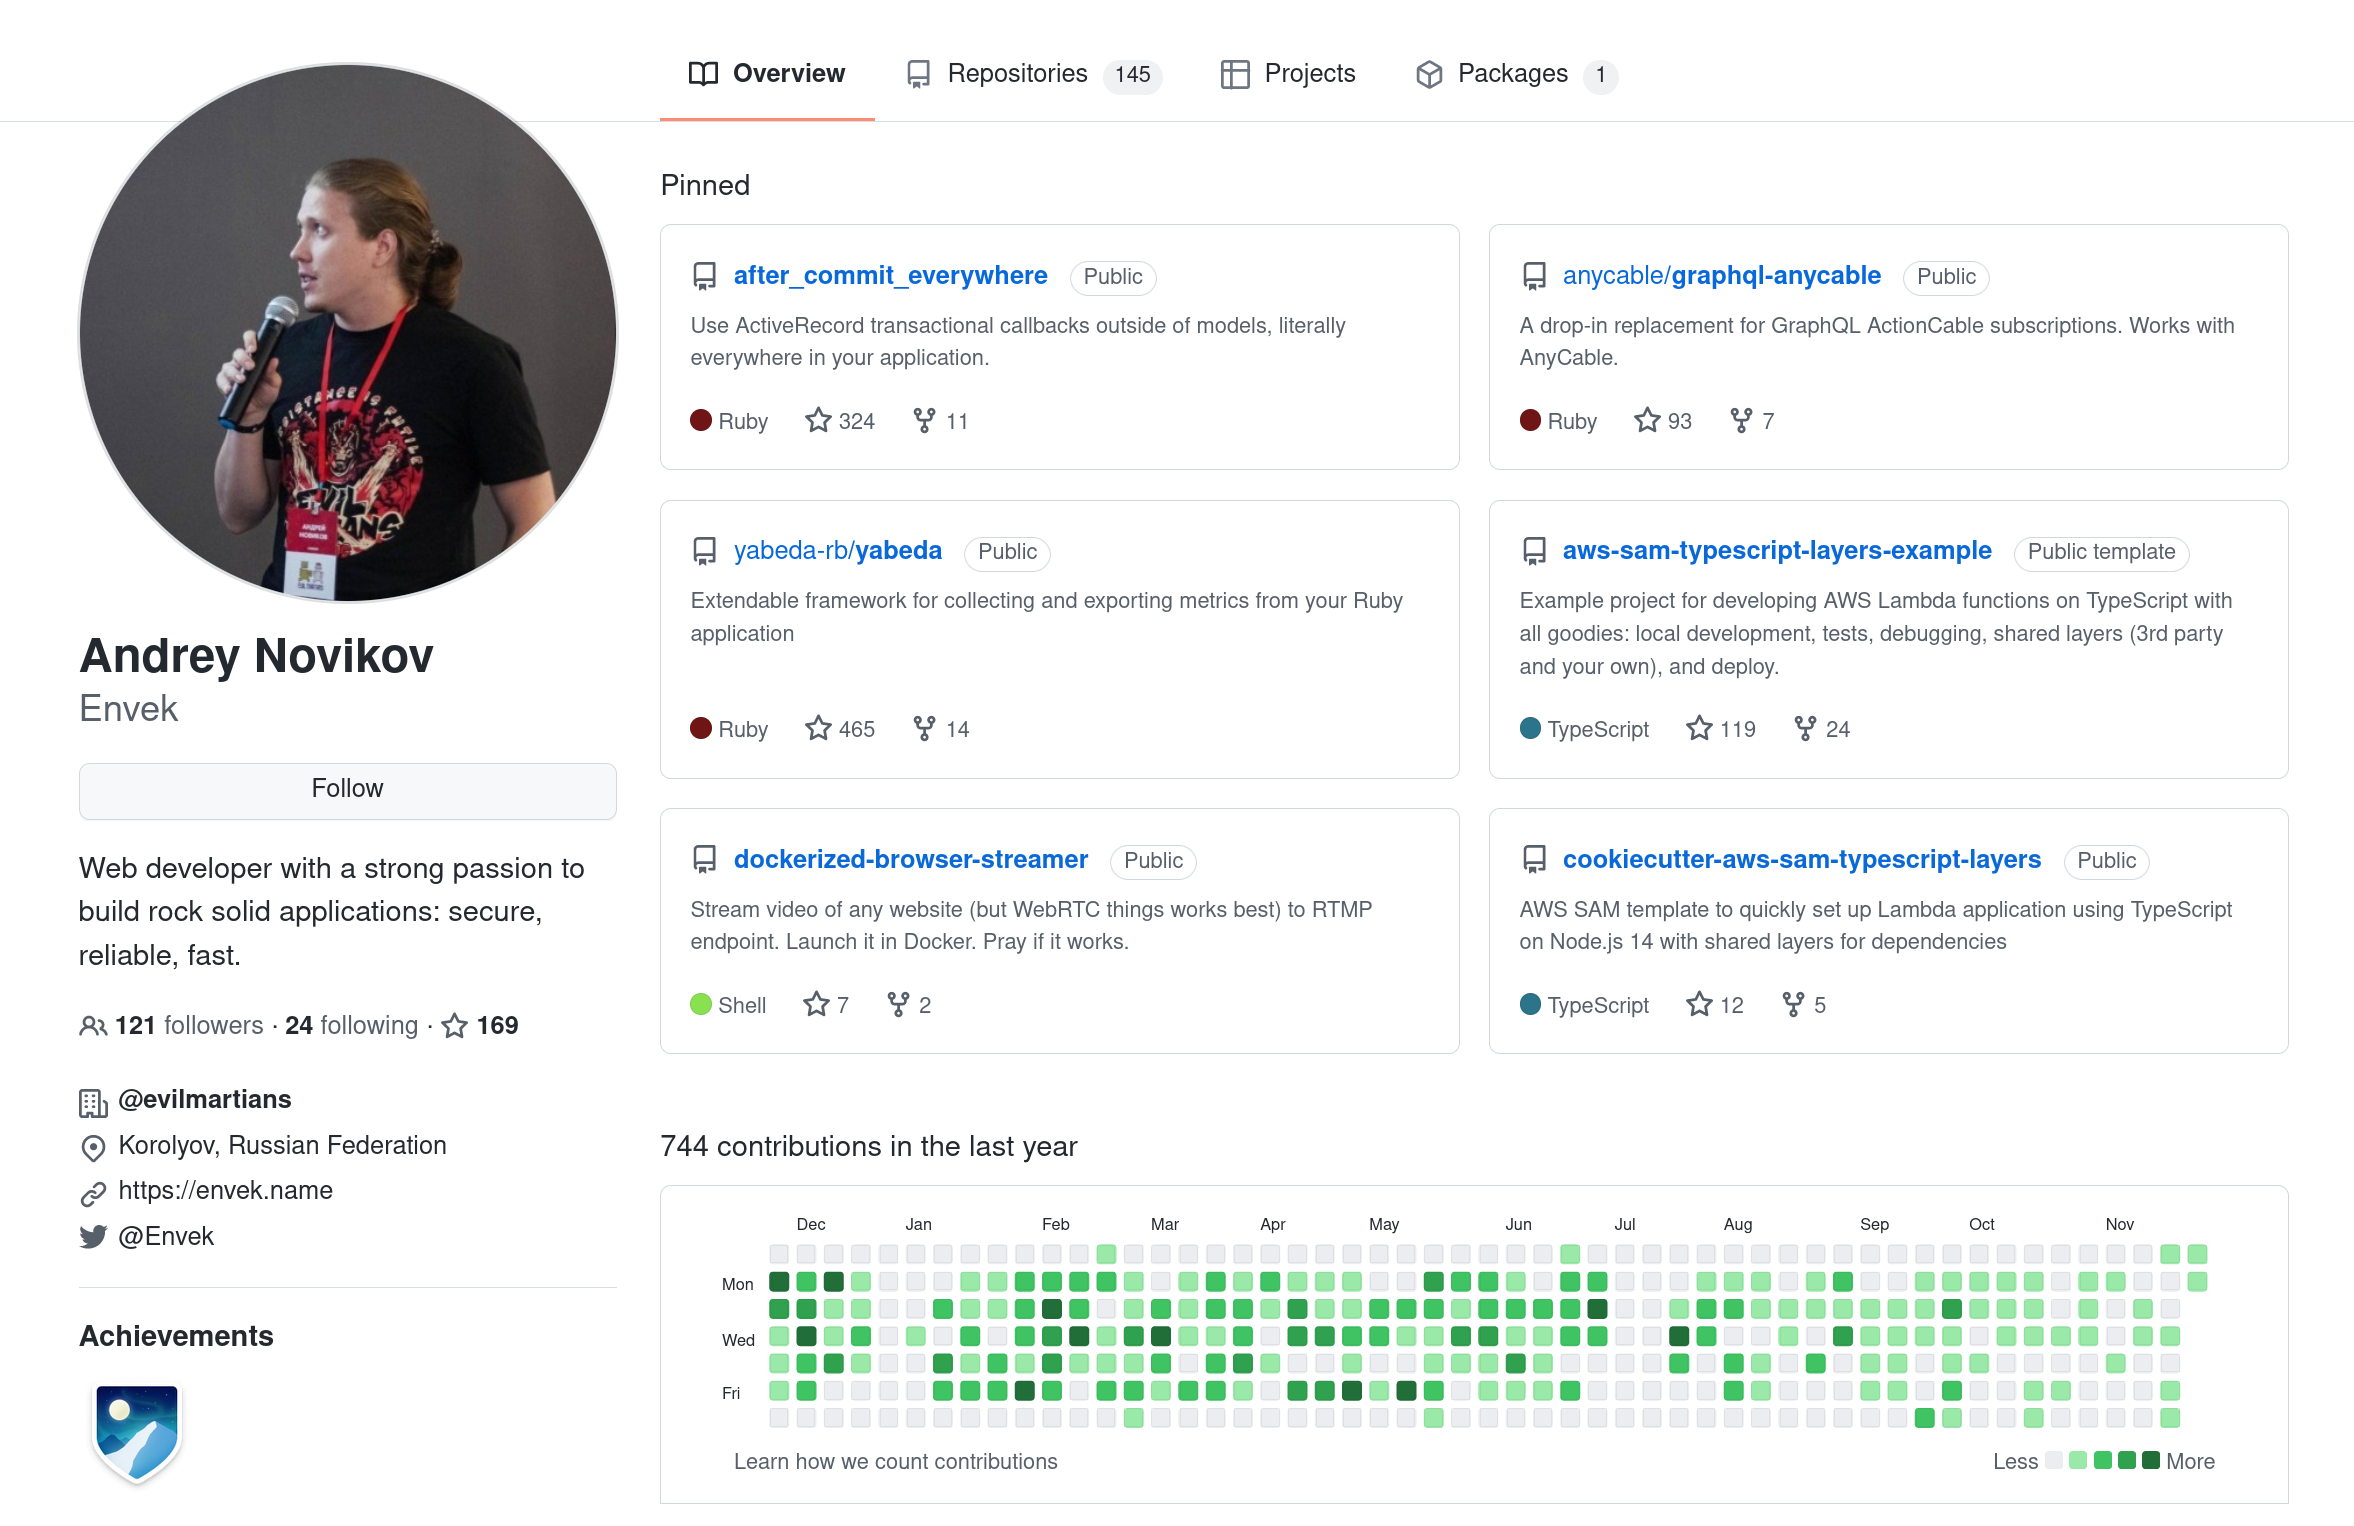 Overview
Repositories 145
Projects
Packages 1
DISTANCE IS FUTILE
EVIL
АНДРЕЙ
НОВИКОВ
Andrey Novikov
Envek
Follow
Web developer with a strong passion to
build rock solid applications: secure,
reliable, fast.
121 followers · 24 following · 169
@evilmartians
Korolyov, Russian Federation
https://envek.name
@Envek
Achievements
Pinned
after_commit_everywhere Public
Use ActiveRecord transactional callbacks outside of models, literally
everywhere in your application.
Ruby 324 11
anycable/graphql-anycable Public
A drop-in replacement for GraphQL ActionCable subscriptions. Works with
AnyCable.
Ruby 93 7
yabeda-rb/yabeda Public
Extendable framework for collecting and exporting metrics from your Ruby
application
Ruby 465 14
aws-sam-typescript-layers-example Public template
Example project for developing AWS Lambda functions on TypeScript with
all goodies: local development, tests, debugging, shared layers (3rd party
and your own), and deploy.
TypeScript 119 24
dockerized-browser-streamer Public
Stream video of any website (but WebRTC things works best) to RTMP
endpoint. Launch it in Docker. Pray if it works.
Shell 7 2
cookiecutter-aws-sam-typescript-layers Public
AWS SAM template to quickly set up Lambda application using TypeScript
on Node.js 14 with shared layers for dependencies
TypeScript 12 5
744 contributions in the last year
Dec Jan Feb Mar Apr May Jun Jul Aug Sep Oct Nov
Mon
Wed
Fri
Learn how we count contributions
Less More